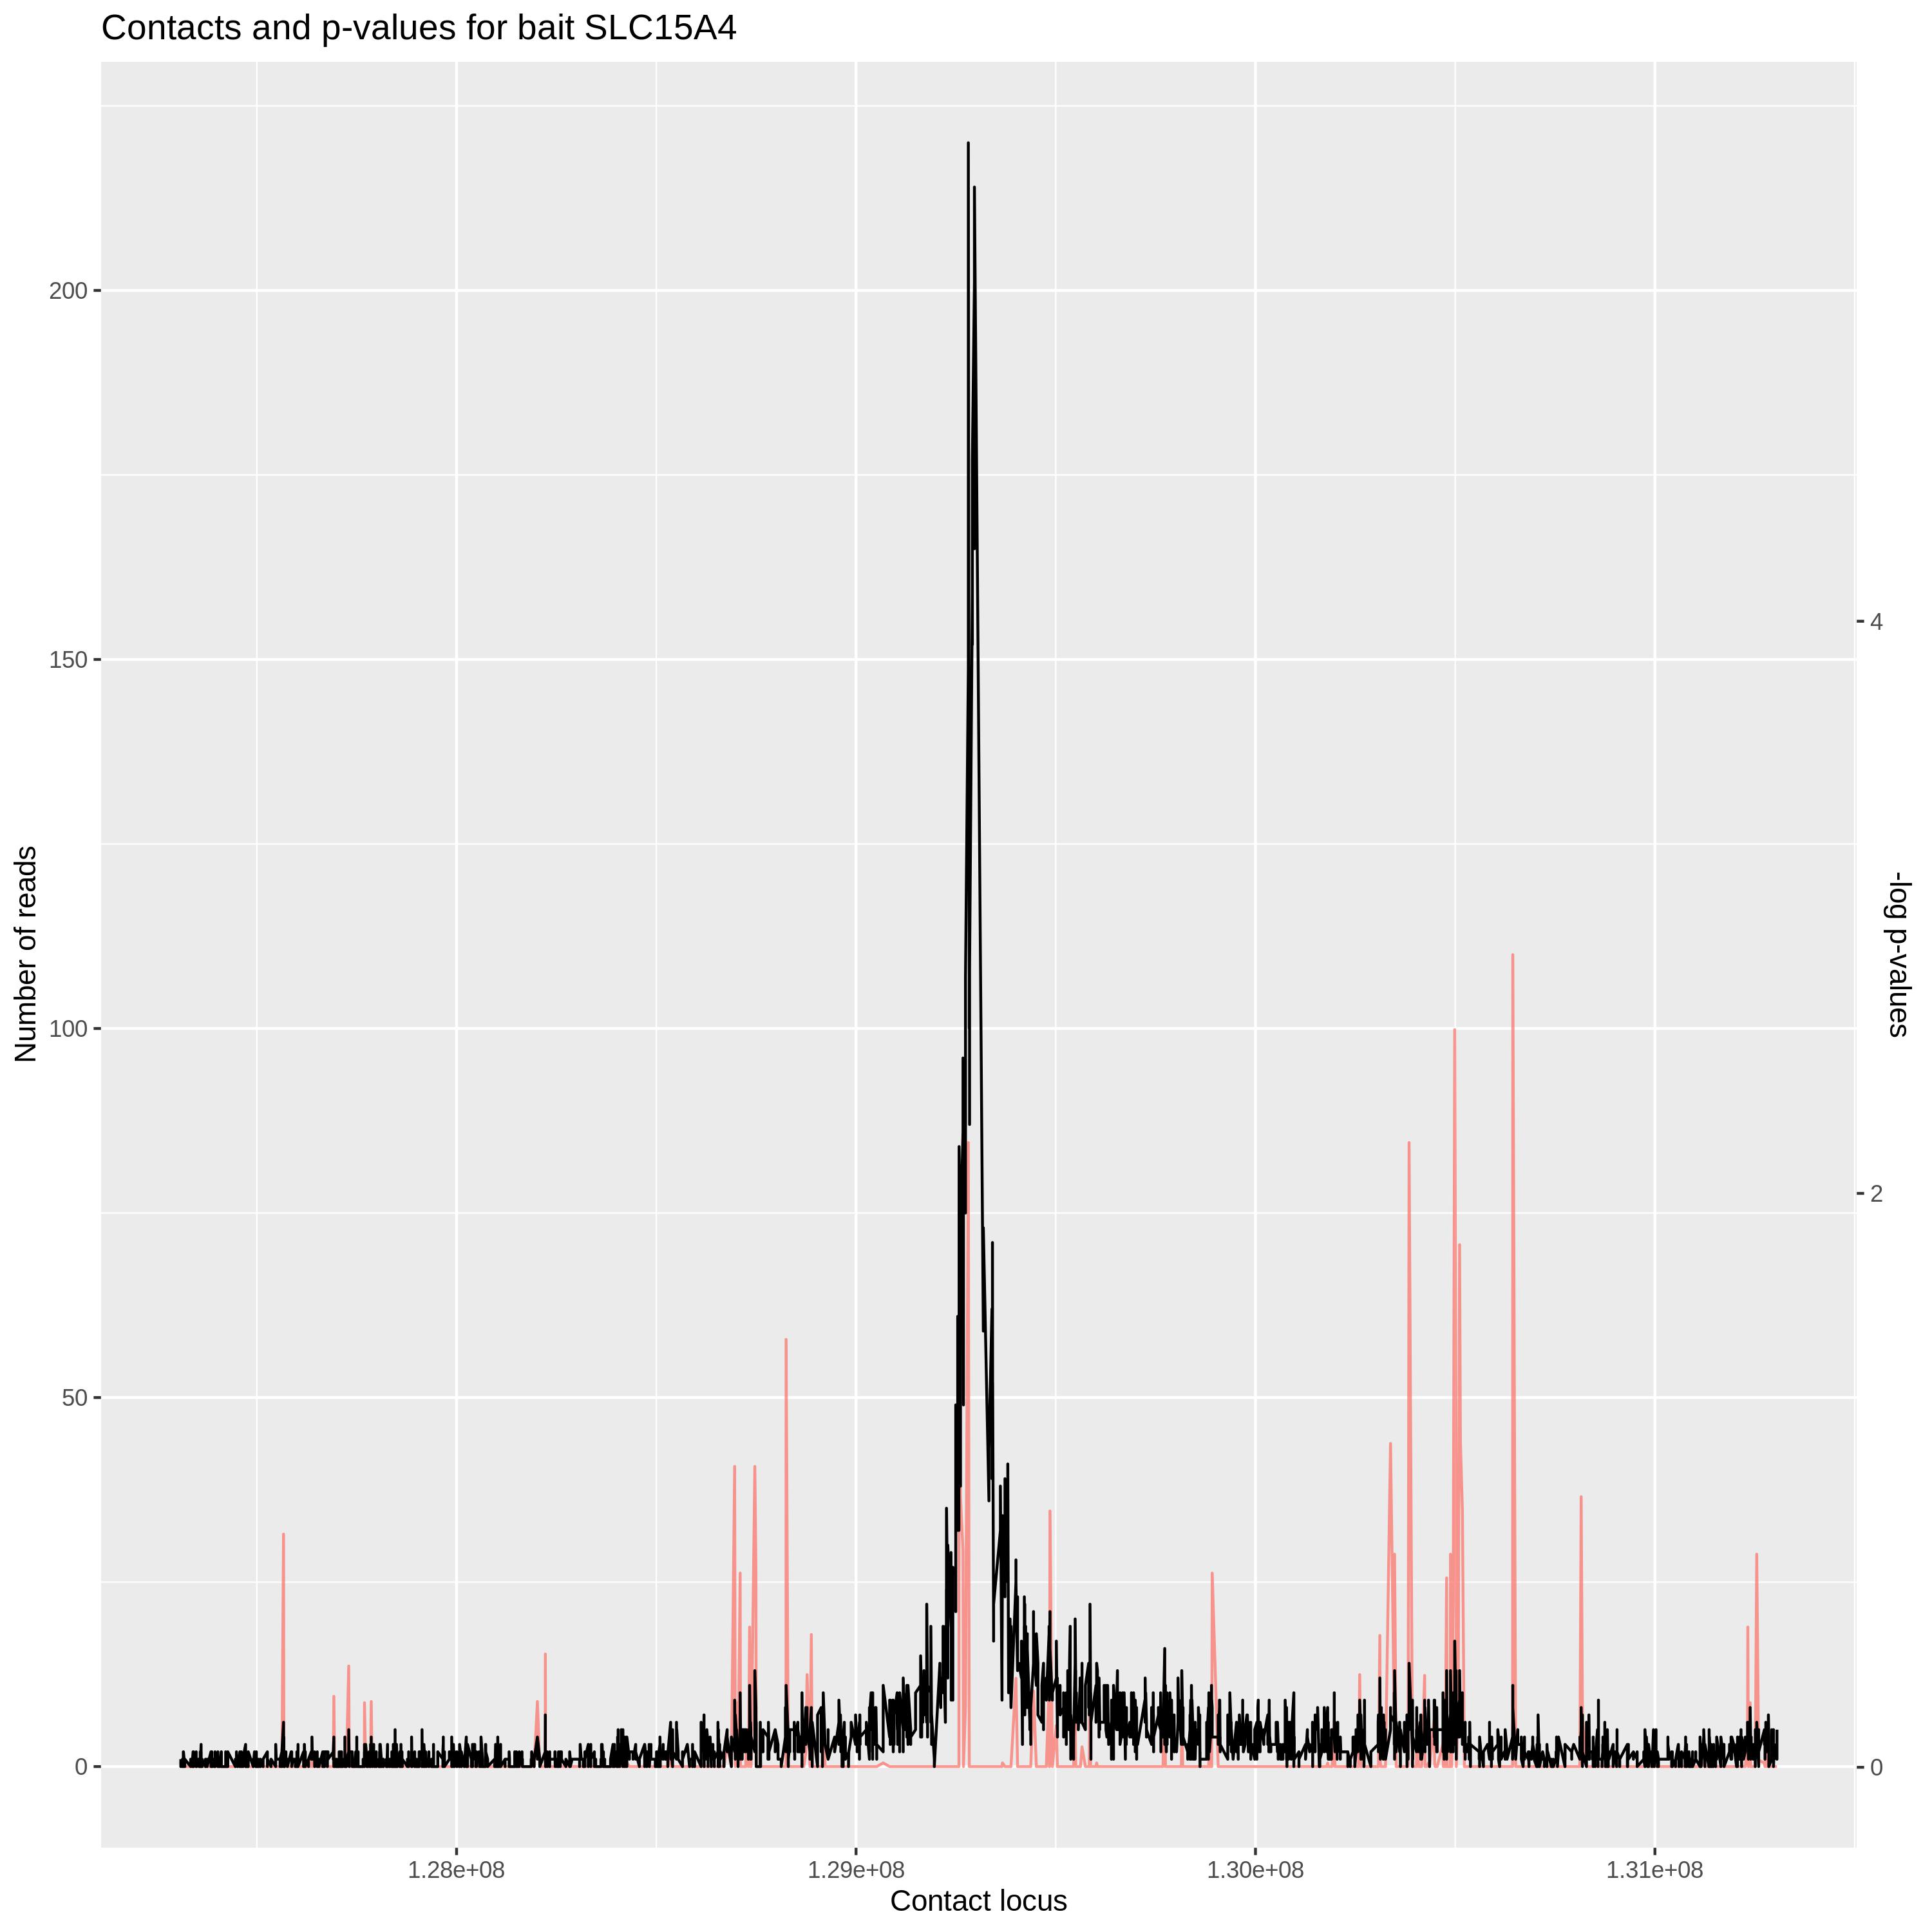 Contacts and p-values for bait SLC15A4
Number of reads
200
150
100
50
0
4
2
0
-log p-values
1.28e+08
1.29e+08
1.30e+08
1.31e+08
Contact locus